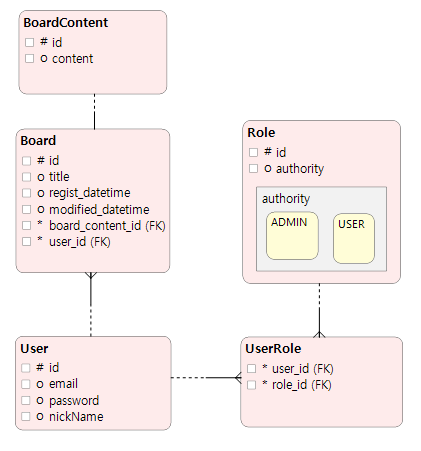 BoardContent
# id
o content
Board
# id
o title
o regist_datetime
o modified_datetime
* board_content_id (FK)
* user_id (FK)
Role
# id
o authority
authority
ADMIN
USER
User
# id
o email
o password
o nickName
UserRole
* user_id (FK)
* role_id (FK)